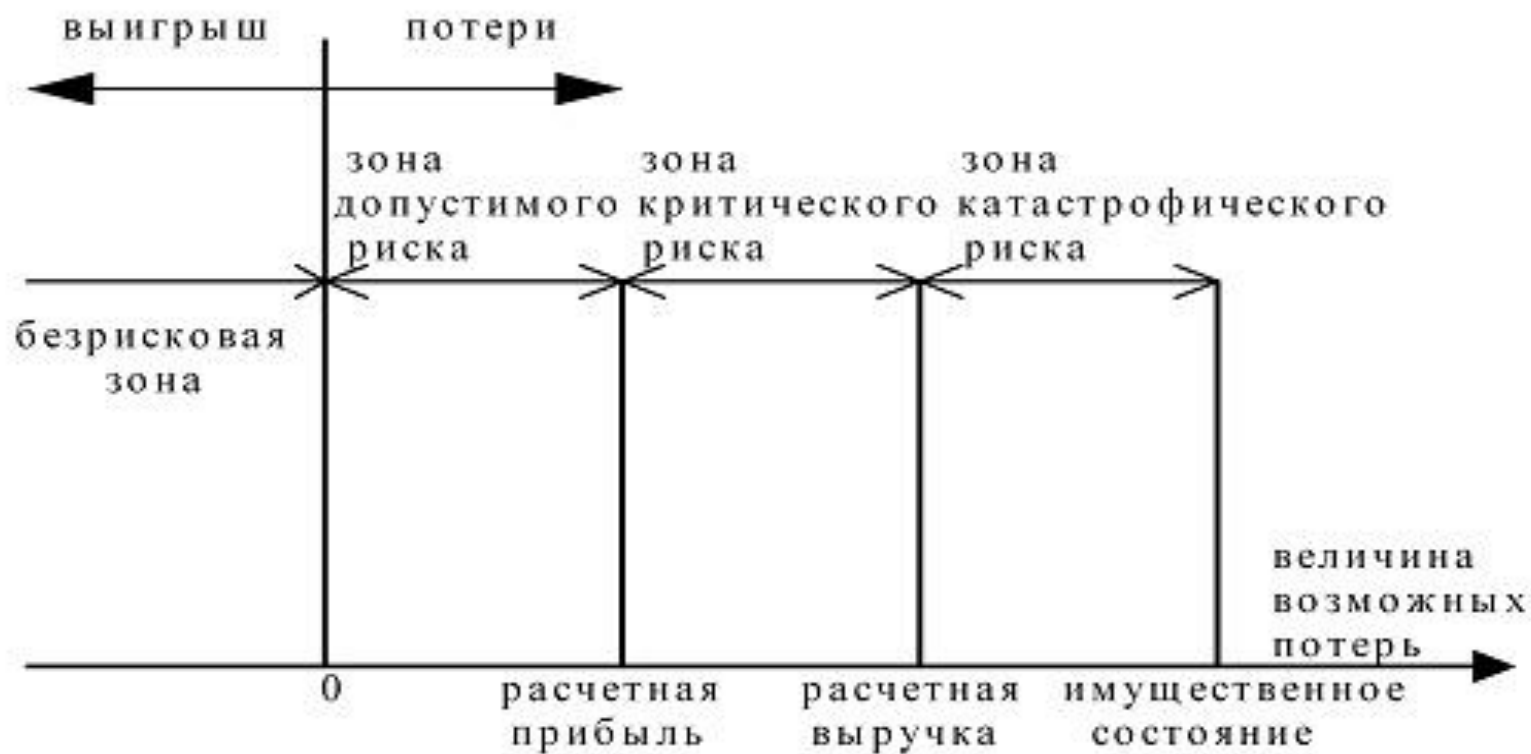 выигрыш
потери
зона
допустимого
риска
зона
критического
риска
зона
катастрофического
риска
безрисковая
зона
величина
возможных
потерь
0
расчетная
прибыль
расчетная
выручка
имущественное
состояние